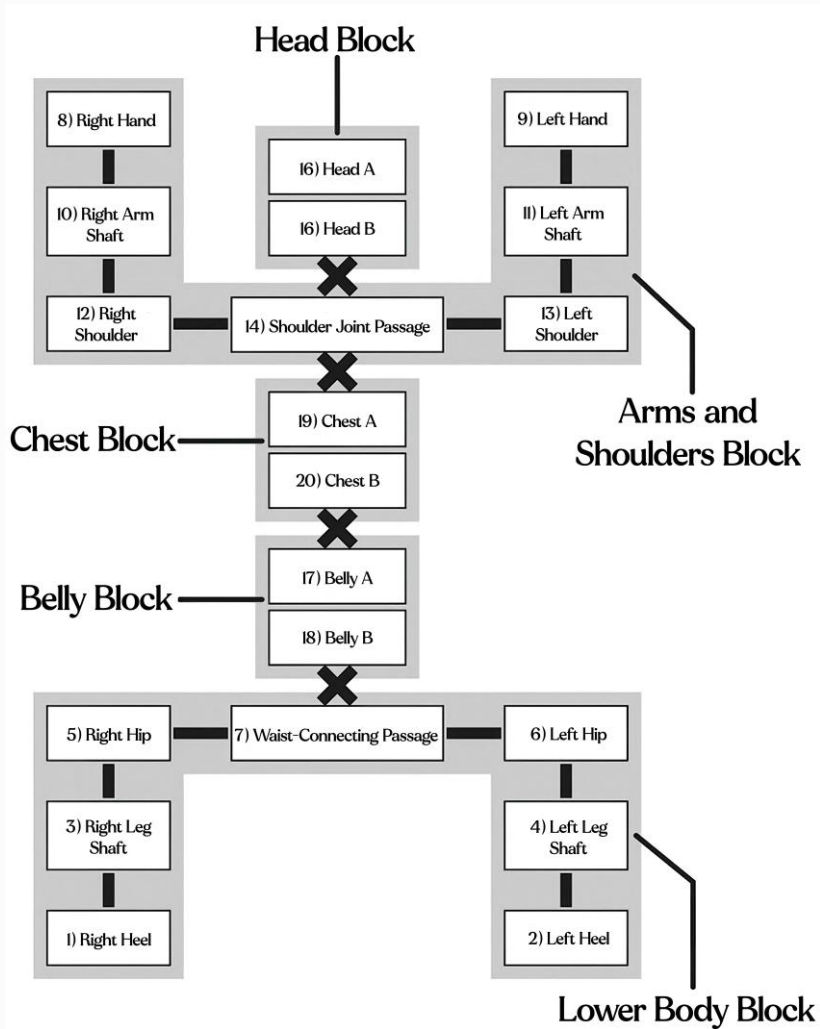 Head Block
8) Right Hand
9) Left Hand
16) Head A
10) Right Arm
Shaft
16) Head B
11) Left Arm
Shaft
12) Right
Shoulder
14) Shoulder Joint Passage
13) Left
Shoulder
Arms and
Shoulders Block
Chest Block
19) Chest A
20) Chest B
Belly Block
17) Belly A
18) Belly B
5) Right Hip
7) Waist-Connecting Passage
6) Left Hip
3) Right Leg
Shaft
4) Left Leg
Shaft
1) Right Heel
2) Left Heel
Lower Body Block